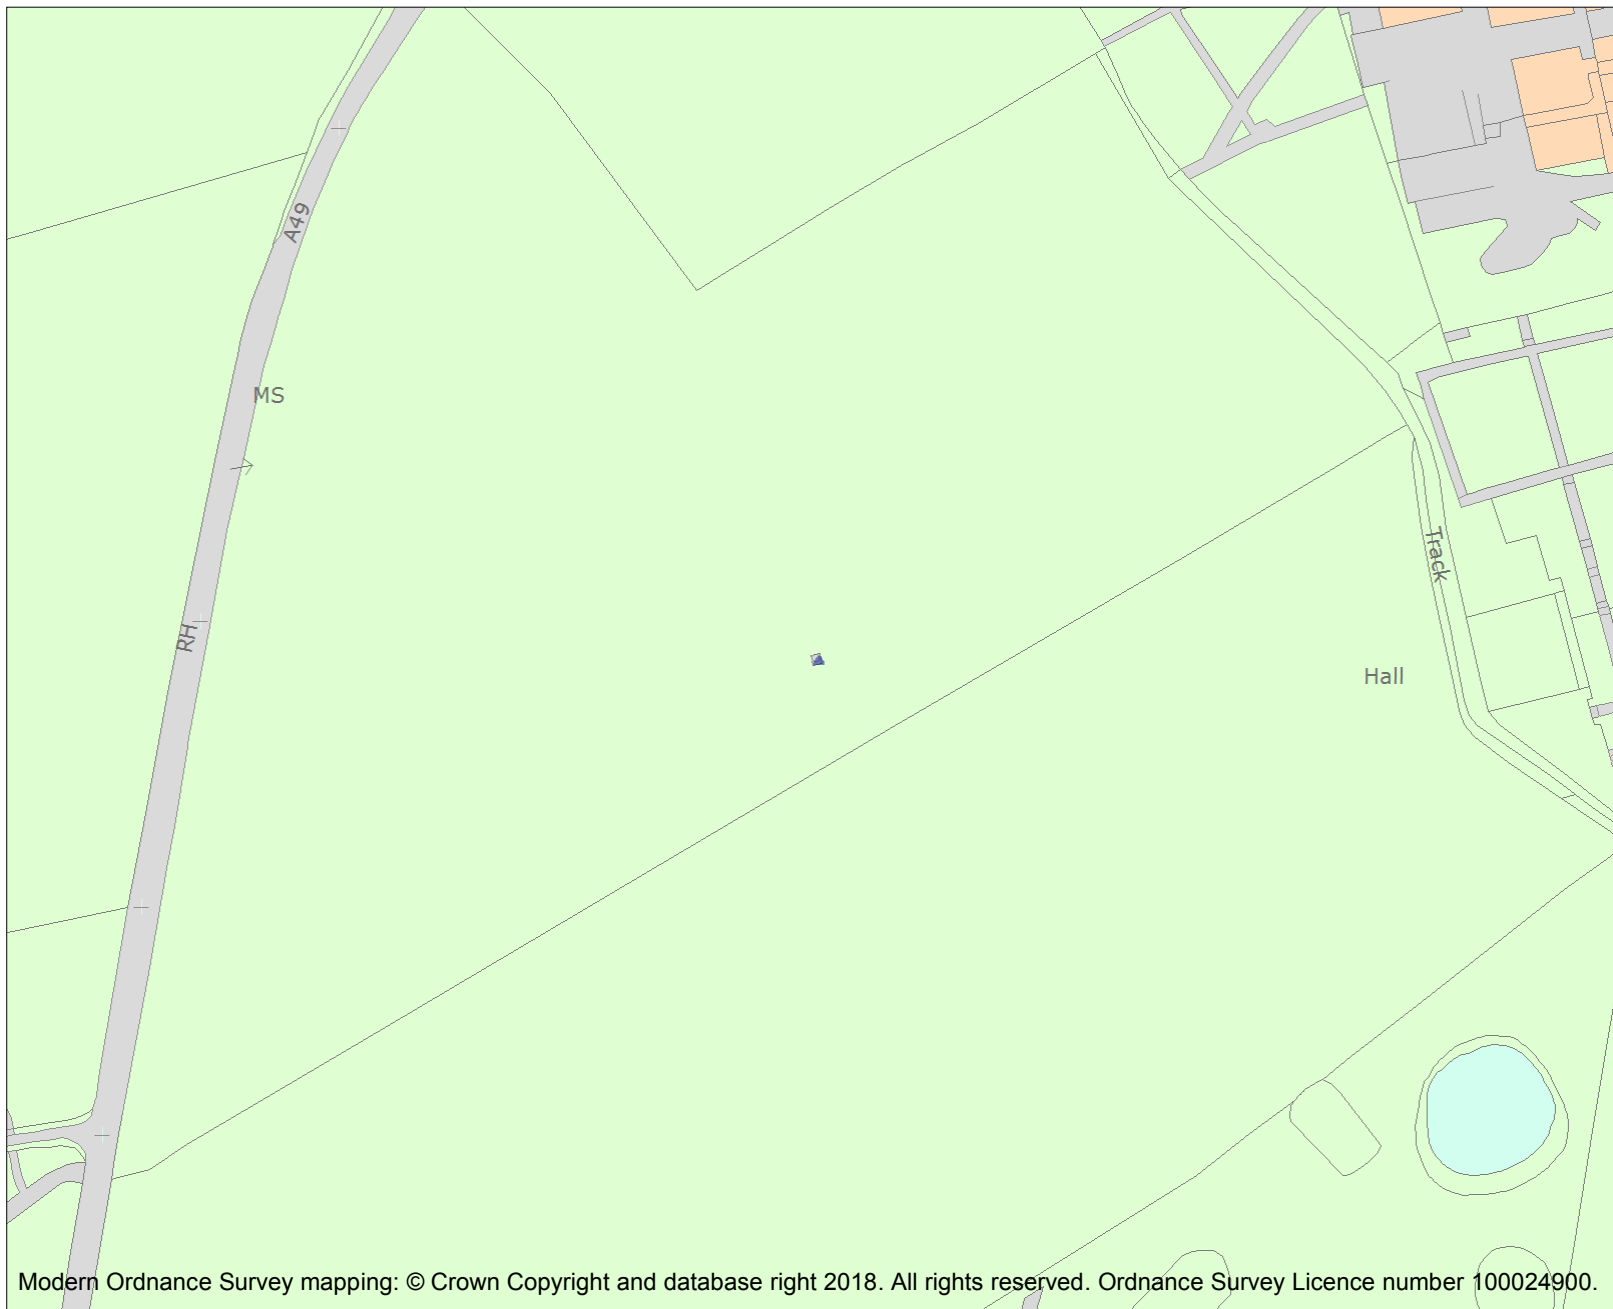 A49
MS
Track
RH
Hall
Modern Ordnance Survey mapping: © Crown Copyright and database right 2018. All rights reserved. Ordnance Survey Licence number 100024900.